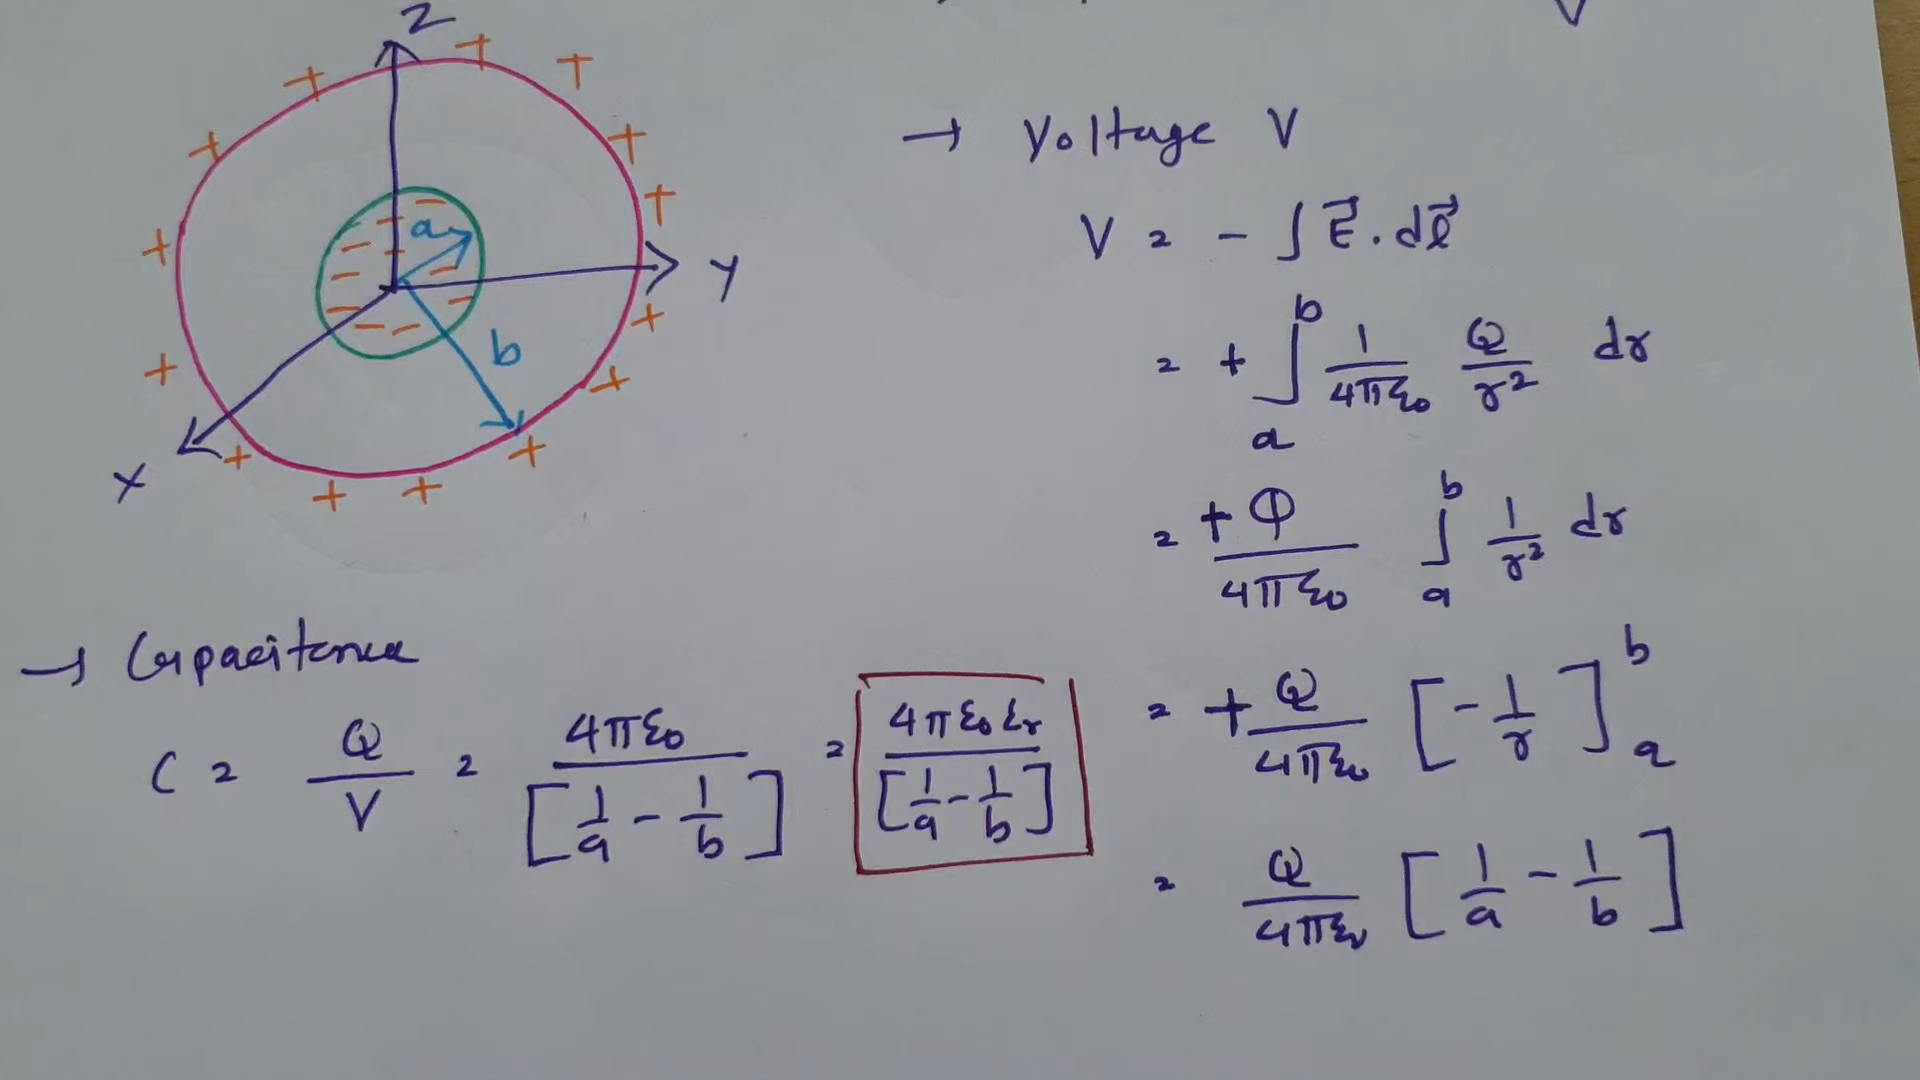 Z
a
Y
b
X
→ Voltage V
V = - ∫ E⃗ . dl⃗
= + ∫ₐᵇ 1/4πε₀ Q/r² dr
= +Q/4πε₀ ∫ₐᵇ 1/r² dr
= +Q/4πε₀ [-1/r]ₐᵇ
= Q/4πε₀ [1/a - 1/b]
→ Capacitance
C = Q/V = 4πε₀/[1/a - 1/b] = 4πε₀εr/[1/a - 1/b]